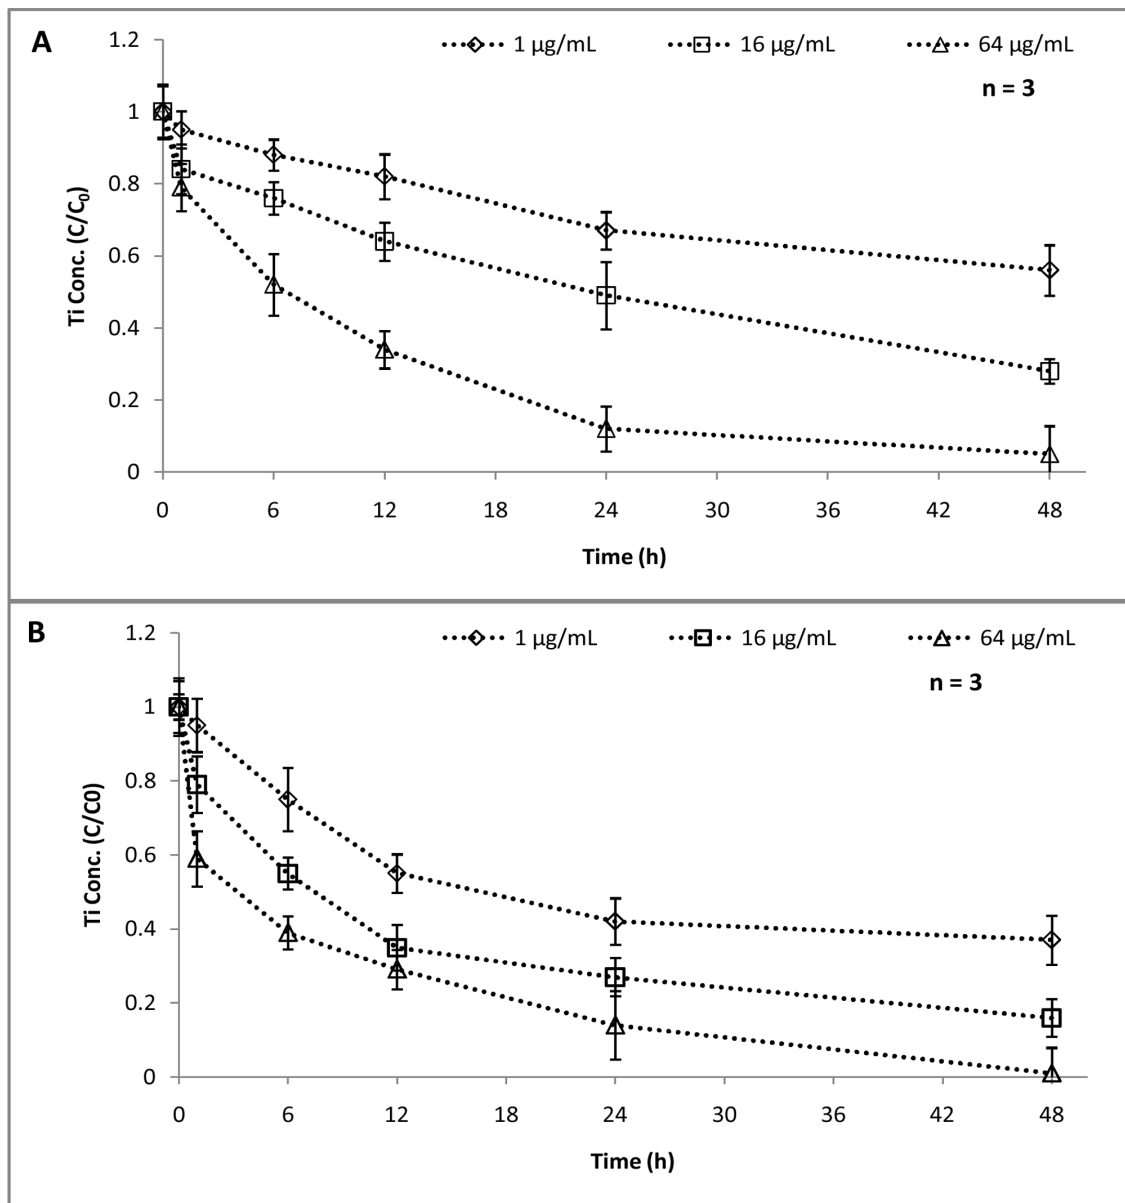 A
1 µg/mL 16 µg/mL 64 µg/mL
n = 3
1.2
1
0.8
0.6
0.4
0.2
0
Ti Conc. (C/C₀)
0 6 12 18 24 30 36 42 48
Time (h)
B
1 µg/mL 16 µg/mL 64 µg/mL
n = 3
1.2
1
0.8
0.6
0.4
0.2
0
Ti Conc. (C/C0)
0 6 12 18 24 30 36 42 48
Time (h)